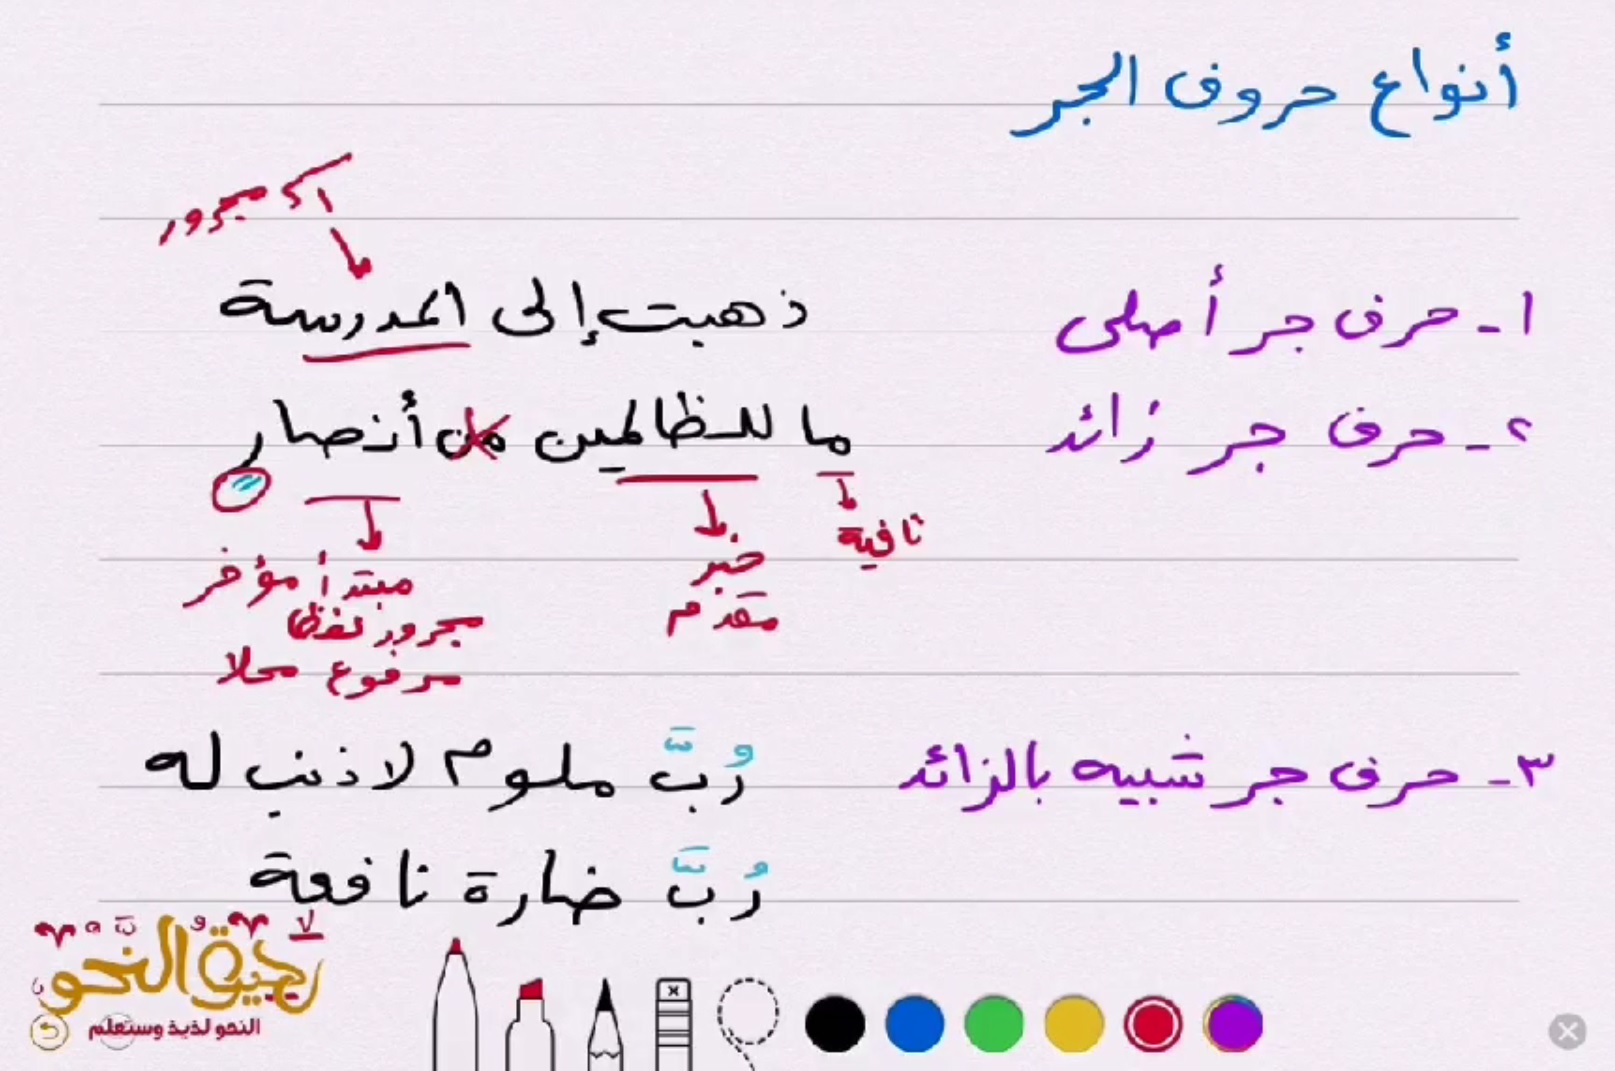 أنواع حروف الجر
مجرور
١- حرف جر أصلى
ذهبت إلى المدرسة
٢- حرف جر زائد
ما للظالمين من أنصار
نافية
خبر
مقدم
مبتدأ مؤخر
مجرور لفظا
مرفوع محلا
٣- حرف جر شبيه بالزائد
رُبَّ ملوم لا ذنب له
رُبَّ ضارة نافعة
رحيق النحو
النحو لذيذ وستعلم